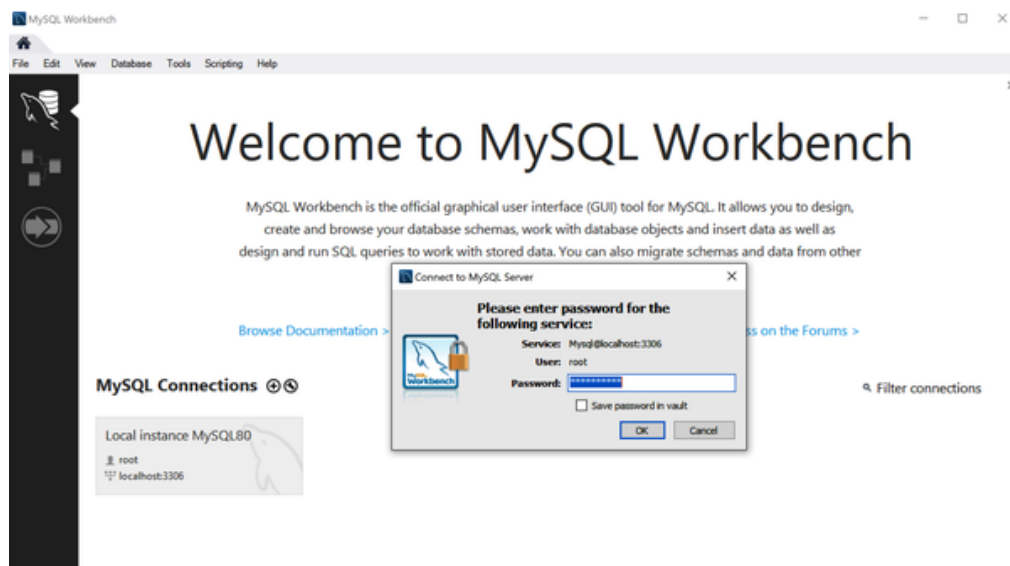 MySQL Workbench
File Edit View Database Tools Scripting Help
Welcome to MySQL Workbench
MySQL Workbench is the official graphical user interface (GUI) tool for MySQL. It allows you to design,
create and browse your database schemas, work with database objects and insert data as well as
design and run SQL queries to work with stored data. You can also migrate schemas and data from other
Connect to MySQL Server
Please enter password for the
following service:
Service: Mysql@localhost:3306
User: root
Password: **********
Save password in vault
OK Cancel
MySQL Workbench
Browse Documentation >
ss on the Forums >
MySQL Connections
Filter connections
Local instance MySQL80
root
localhost:3306